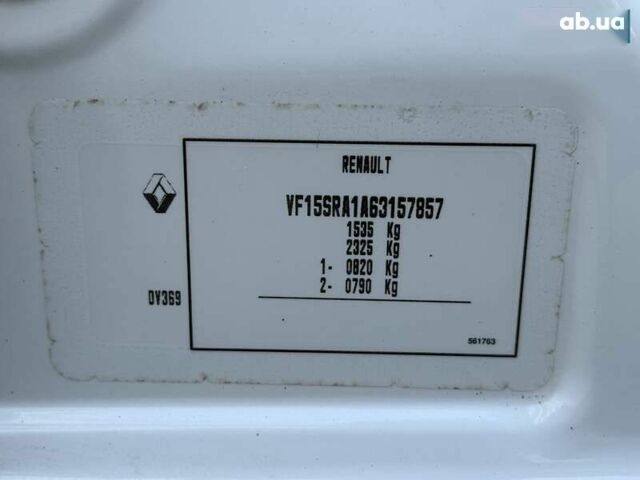 ab.ua
RENAULT
VF15SRA1A63157857
1535 Kg
2325 Kg
1- 0820 Kg
2- 0790 Kg
DV369
561763